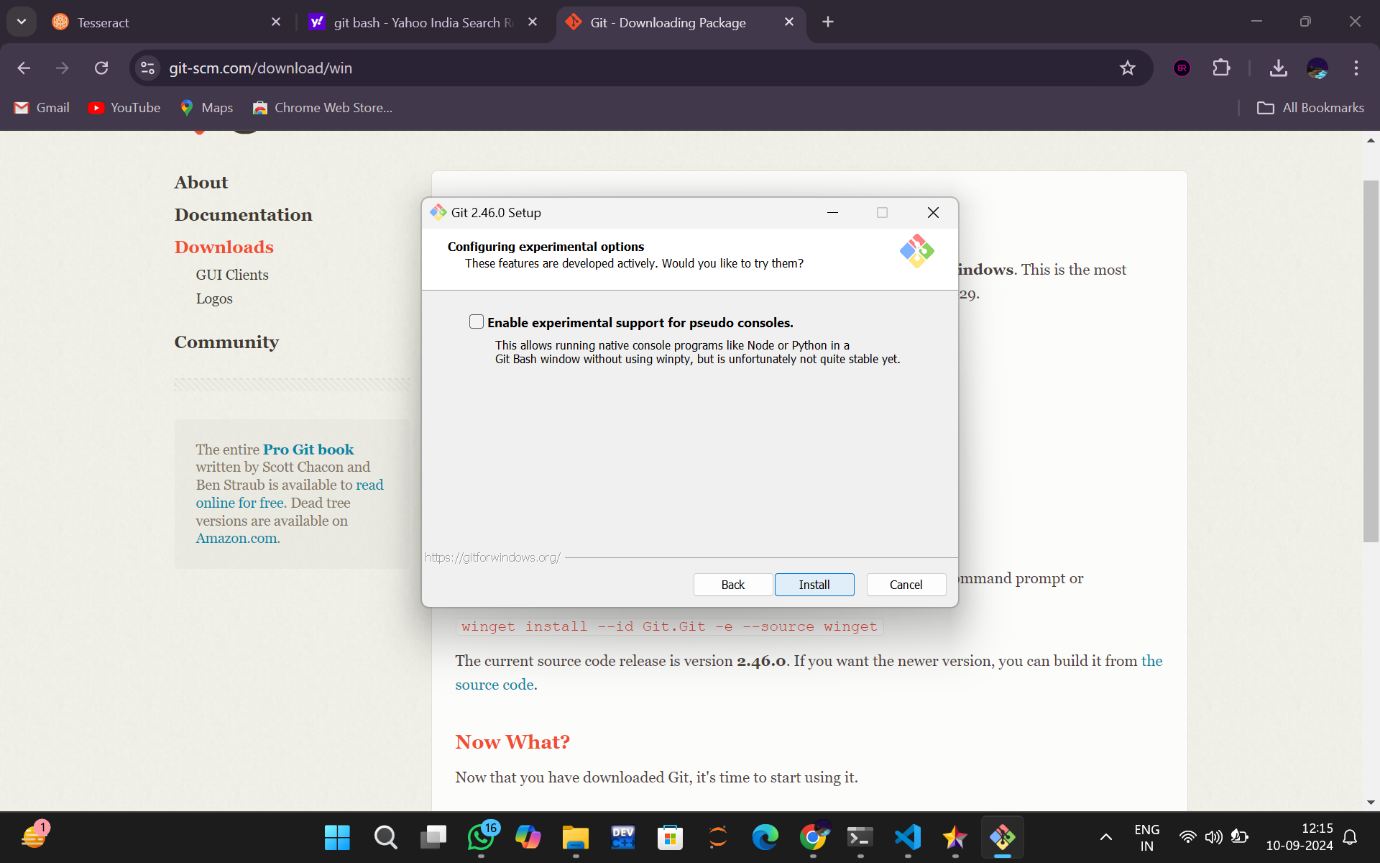 Tesseract
git bash - Yahoo India Search R
Git - Downloading Package
git-scm.com/download/win
Gmail
YouTube
Maps
Chrome Web Store...
All Bookmarks
About
Documentation
Downloads
GUI Clients
Logos
Community
The entire Pro Git book
written by Scott Chacon and
Ben Straub is available to read
online for free. Dead tree
versions are available on
Amazon.com.
indows. This is the most
29.
Git 2.46.0 Setup
Configuring experimental options
These features are developed actively. Would you like to try them?
Enable experimental support for pseudo consoles.
This allows running native console programs like Node or Python in a
Git Bash window without using winpty, but is unfortunately not quite stable yet.
https://gitforwindows.org/
Back
Install
Cancel
mmand prompt or
winget install --id Git.Git -e --source winget
The current source code release is version 2.46.0. If you want the newer version, you can build it from the
source code.
Now What?
Now that you have downloaded Git, it's time to start using it.
1
16
DEV
C++
ENG
IN
12:15
10-09-2024